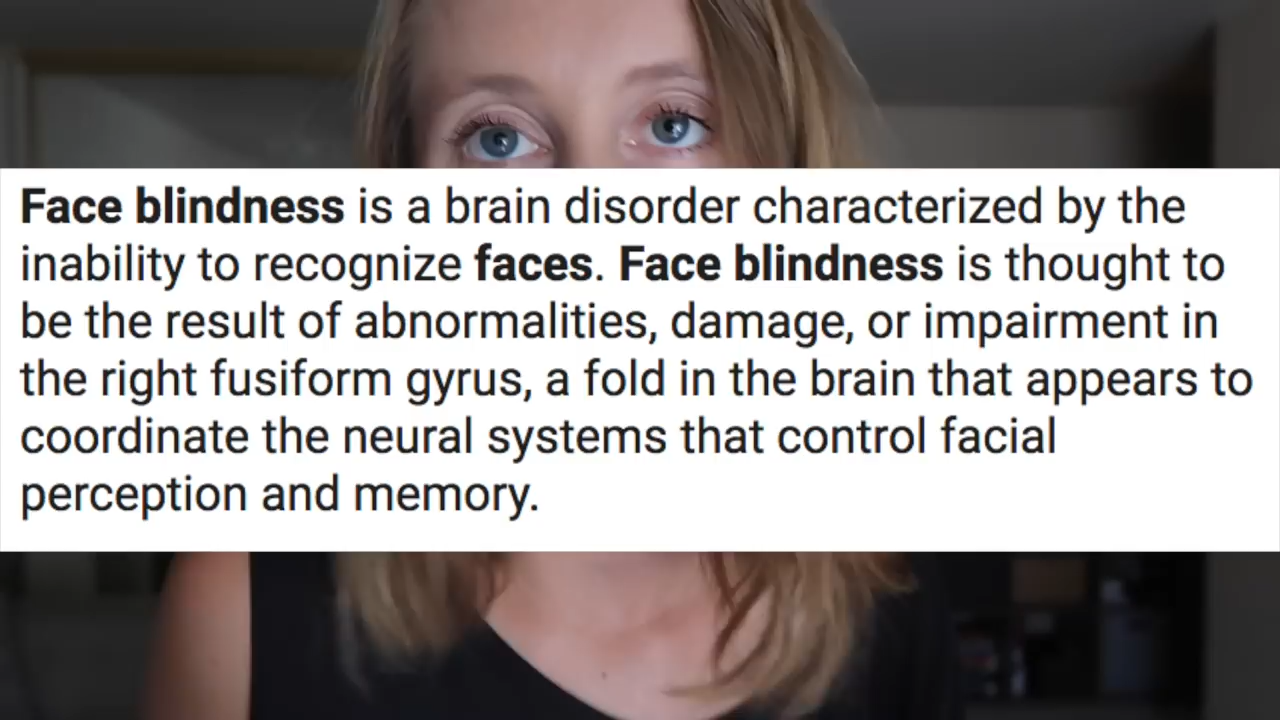 Face blindness is a brain disorder characterized by the
inability to recognize faces. Face blindness is thought to
be the result of abnormalities, damage, or impairment in
the right fusiform gyrus, a fold in the brain that appears to
coordinate the neural systems that control facial
perception and memory.